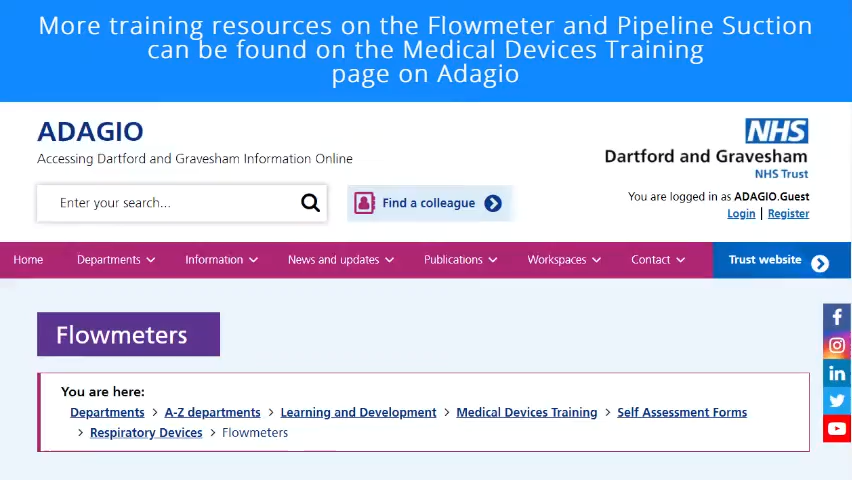 More training resources on the Flowmeter and Pipeline Suction
can be found on the Medical Devices Training
page on Adagio
ADAGIO
Accessing Dartford and Gravesham Information Online
NHS
Dartford and Gravesham
NHS Trust
Enter your search...
Find a colleague
You are logged in as ADAGIO.Guest
Login | Register
Home Departments Information News and updates Publications Workspaces Contact Trust website
Flowmeters
You are here:
Departments > A-Z departments > Learning and Development > Medical Devices Training > Self Assessment Forms
> Respiratory Devices > Flowmeters